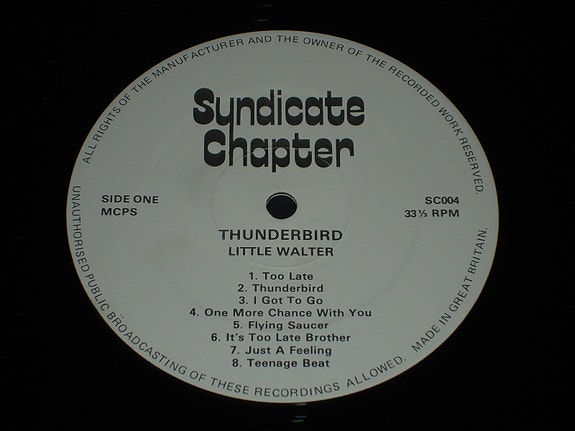 ALL RIGHTS OF THE MANUFACTURER AND THE OWNER OF THE RECORDED WORK RESERVED.
Syndicate
Chapter
SIDE ONE
MCPS
SC004
33⅓ RPM
THUNDERBIRD
LITTLE WALTER
1. Too Late
2. Thunderbird
3. I Got To Go
4. One More Chance With You
5. Flying Saucer
6. It's Too Late Brother
7. Just A Feeling
8. Teenage Beat
UNAUTHORISED PUBLIC BROADCASTING OF THESE RECORDINGS ALLOWED. MADE IN GREAT BRITAIN.